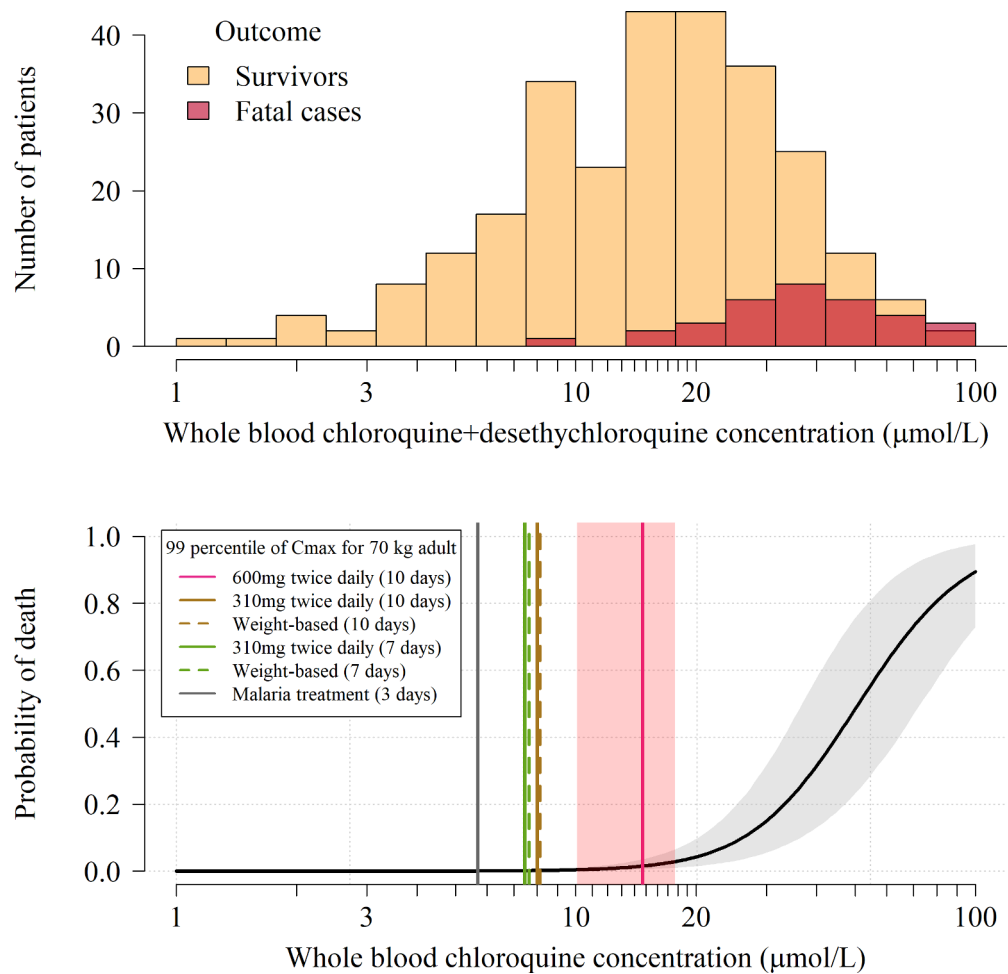 Number of patients
40
30
20
10
0
Outcome
Survivors
Fatal cases
1 3 10 20 100
Whole blood chloroquine+desethychloroquine concentration (μmol/L)
Probability of death
1.0
0.8
0.6
0.4
0.2
0.0
99 percentile of Cmax for 70 kg adult
600mg twice daily (10 days)
310mg twice daily (10 days)
Weight-based (10 days)
310mg twice daily (7 days)
Weight-based (7 days)
Malaria treatment (3 days)
1 3 10 20 100
Whole blood chloroquine concentration (μmol/L)